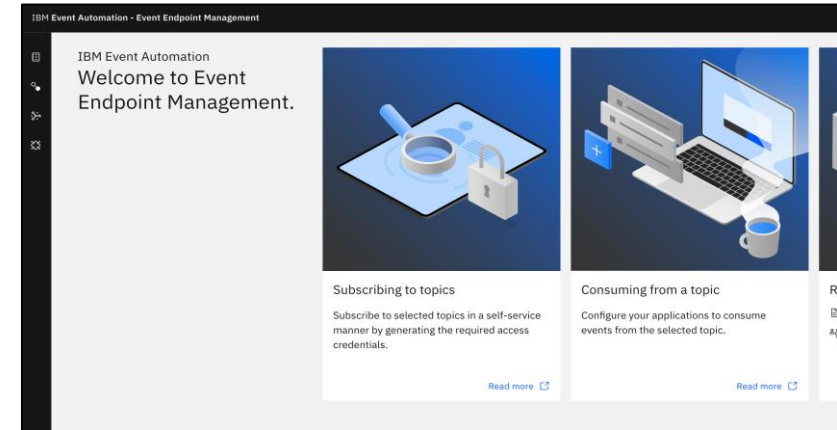 IBM Event Automation - Event Endpoint Management
IBM Event Automation
Welcome to Event
Endpoint Management.
Subscribing to topics
Subscribe to selected topics in a self-service
manner by generating the required access
credentials.
Read more
Consuming from a topic
Configure your applications to consume
events from the selected topic.
Read more
R